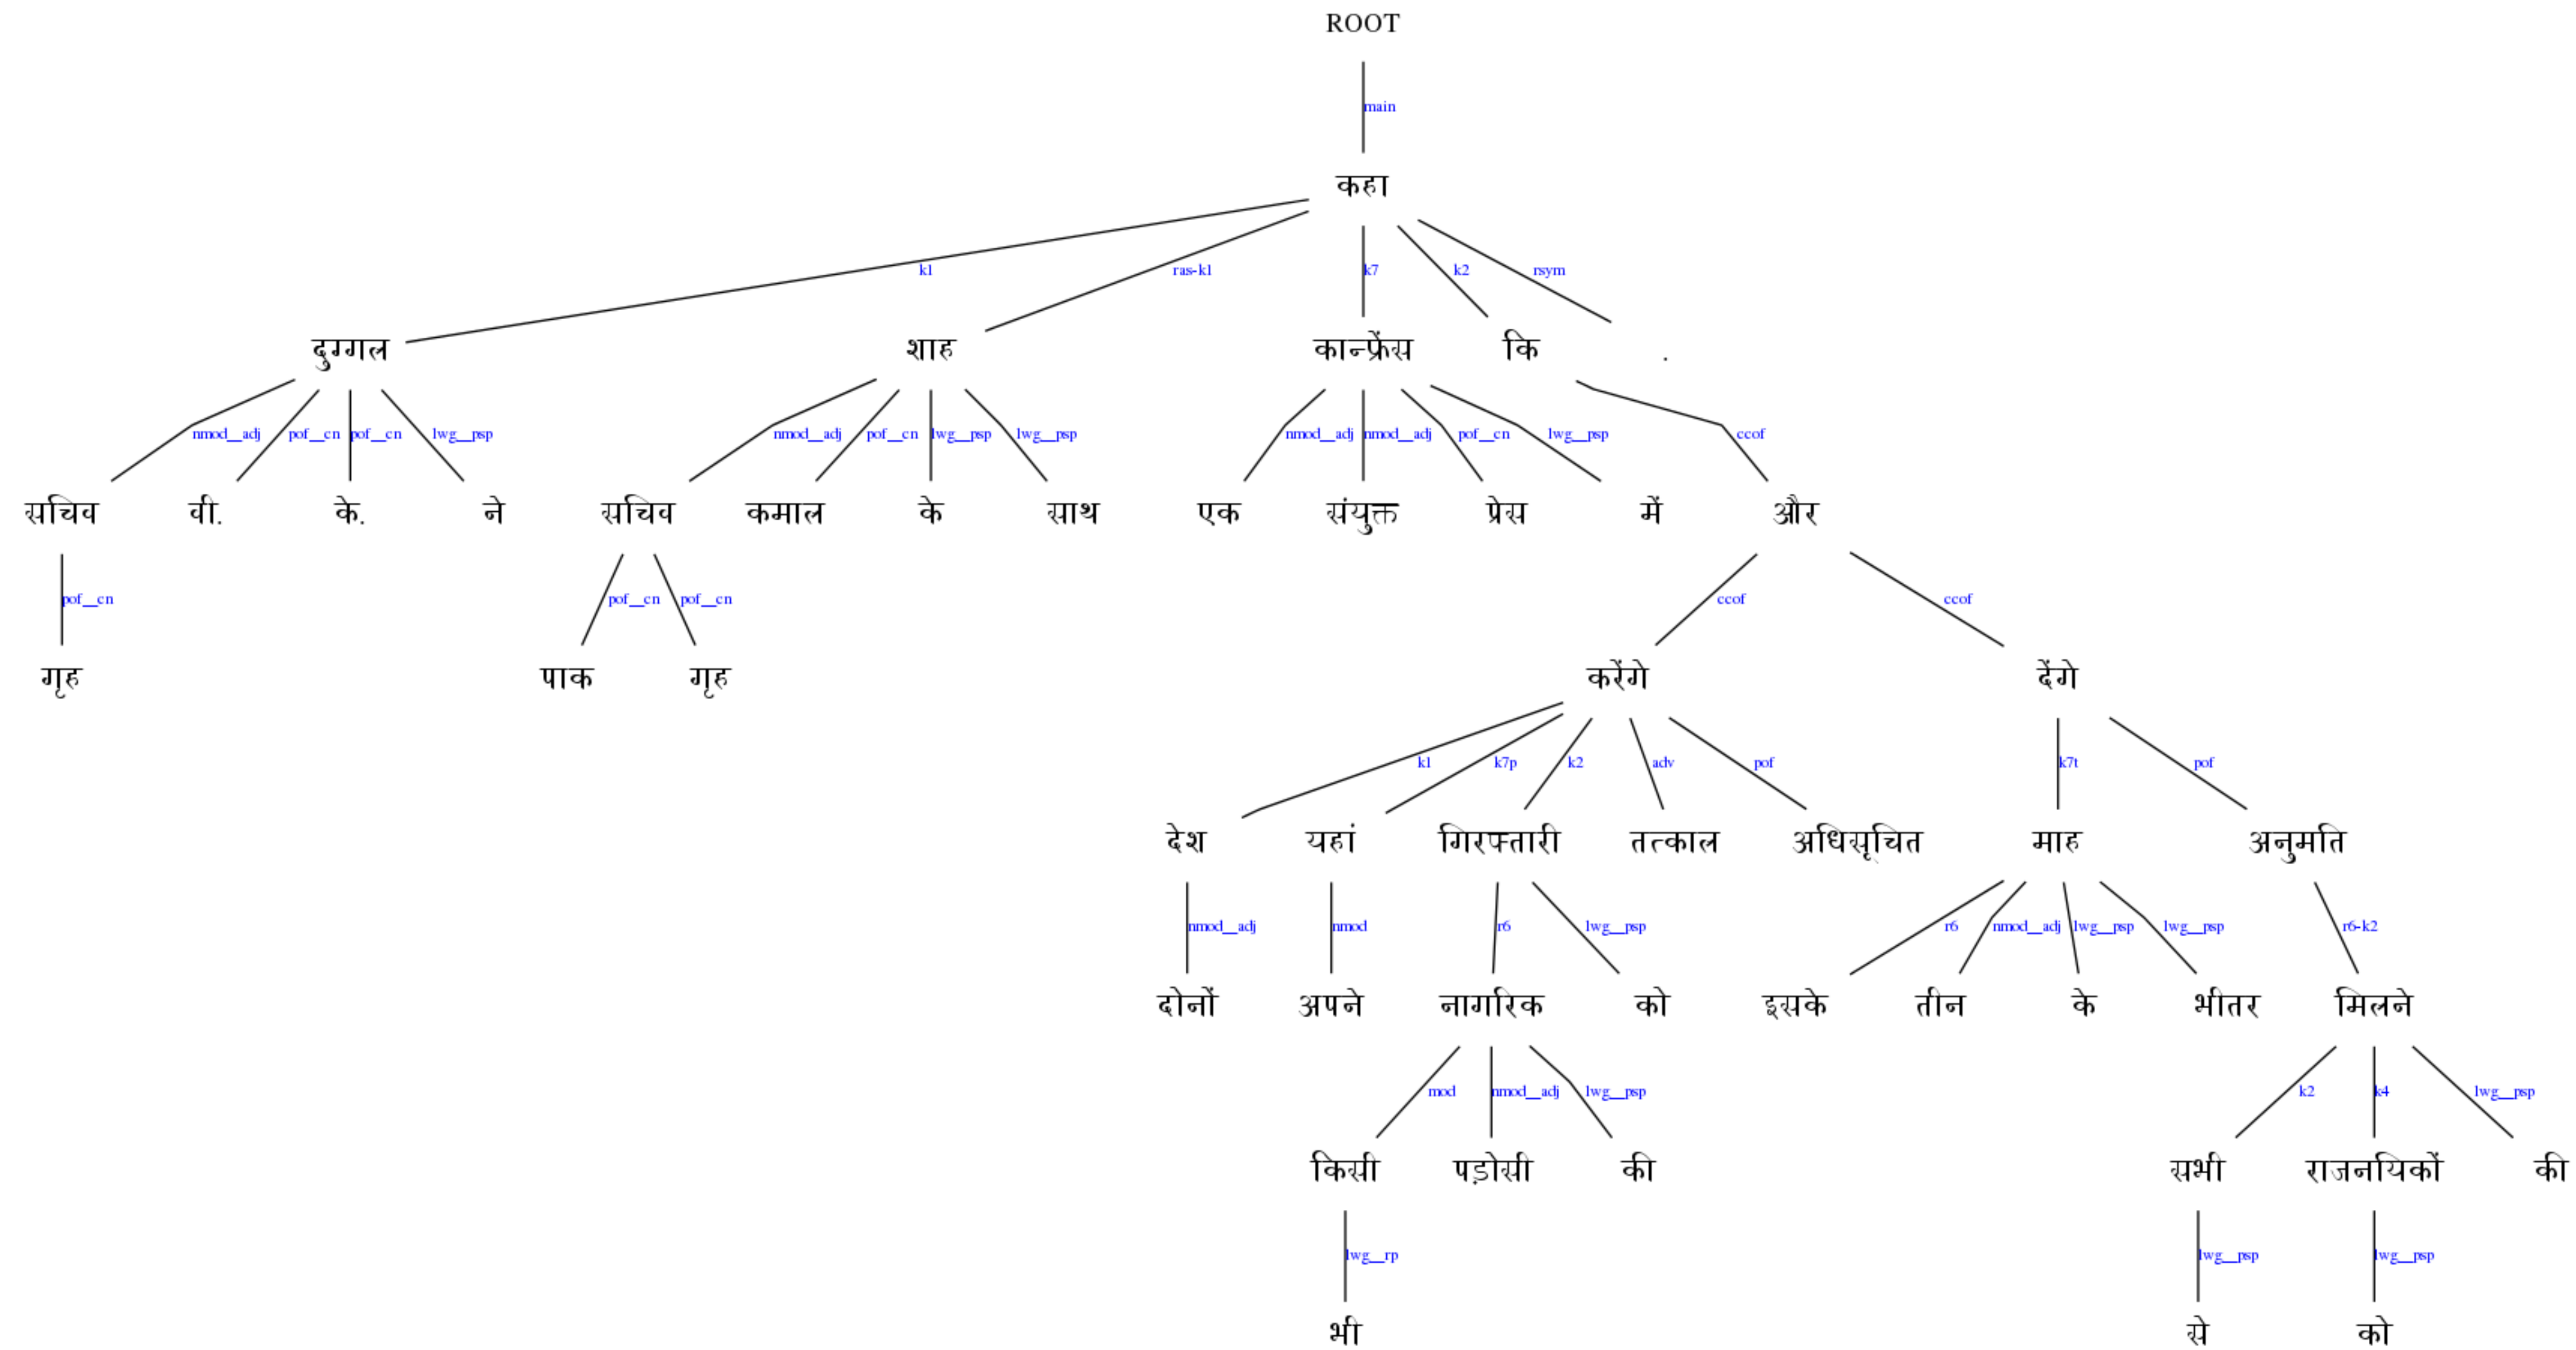 ROOT
main
कहा
k1 ras-k1 k7 k2 rsym
दुग्गल शाह कान्फ्रेंस कि .
nmod__adj pof__cn pof__cn lwg__psp nmod__adj pof__cn lwg__psp lwg__psp nmod__adj nmod__adj pof__cn lwg__psp ccof
सचिव वी. के. ने सचिव कमाल के साथ एक संयुक्त प्रेस में और
pof__cn pof__cn pof__cn ccof ccof
गृह पाक गृह करेंगे देंगे
k1 k7p k2 adv pof k7t pof
देश यहां गिरफ्तारी तत्काल अधिसूचित माह अनुमति
nmod__adj nmod r6 lwg__psp r6 nmod__adj lwg__psp lwg__psp r6-k2
दोनों अपने नागरिक को इसके तीन के भीतर मिलने
mod nmod__adj lwg__psp k2 k4 lwg__psp
किसी पड़ोसी की सभी राजनयिकों की
lwg__rp lwg__psp lwg__psp
भी से को